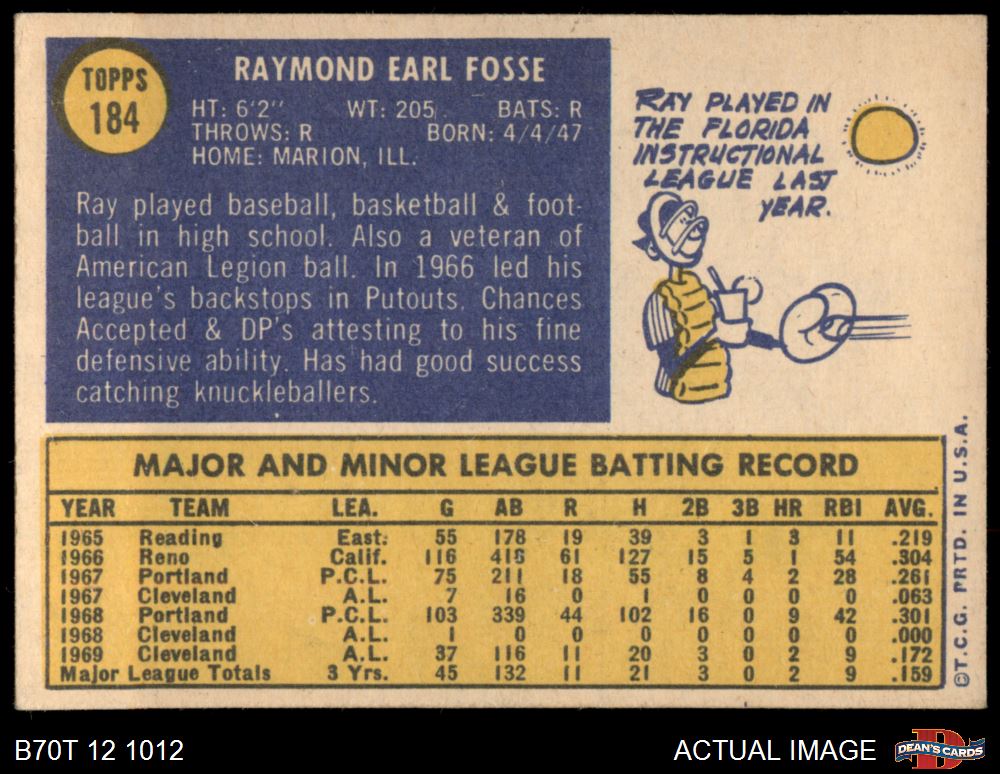 TOPPS
184
RAYMOND EARL FOSSE
HT: 6'2" WT: 205 BATS: R
THROWS: R BORN: 4/4/47
HOME: MARION, ILL.
Ray played baseball, basketball & foot-
ball in high school. Also a veteran of
American Legion ball. In 1966 led his
league's backstops in Putouts, Chances
Accepted & DP's attesting to his fine
defensive ability. Has had good success
catching knuckleballers.
RAY PLAYED IN
THE FLORIDA
INSTRUCTIONAL
LEAGUE LAST
YEAR.
MAJOR AND MINOR LEAGUE BATTING RECORD
YEAR TEAM LEA. G AB R H 2B 3B HR RBI AVG.
1965 Reading East. 55 178 19 39 3 1 3 11 .219
1966 Reno Calif. 116 418 61 127 15 5 1 54 .304
1967 Portland P.C.L. 75 211 18 55 8 4 2 28 .261
1967 Cleveland A.L. 7 16 0 1 0 0 0 0 .063
1968 Portland P.C.L. 103 339 44 102 16 0 9 42 .301
1968 Cleveland A.L. 1 0 0 0 0 0 0 0 .000
1969 Cleveland A.L. 37 116 11 20 3 0 2 9 .172
Major League Totals 3 Yrs. 45 132 11 21 3 0 2 9 .159
©T.C.G. PRTD. IN U.S.A.
B70T 12 1012
ACTUAL IMAGE
DEAN'S CARDS